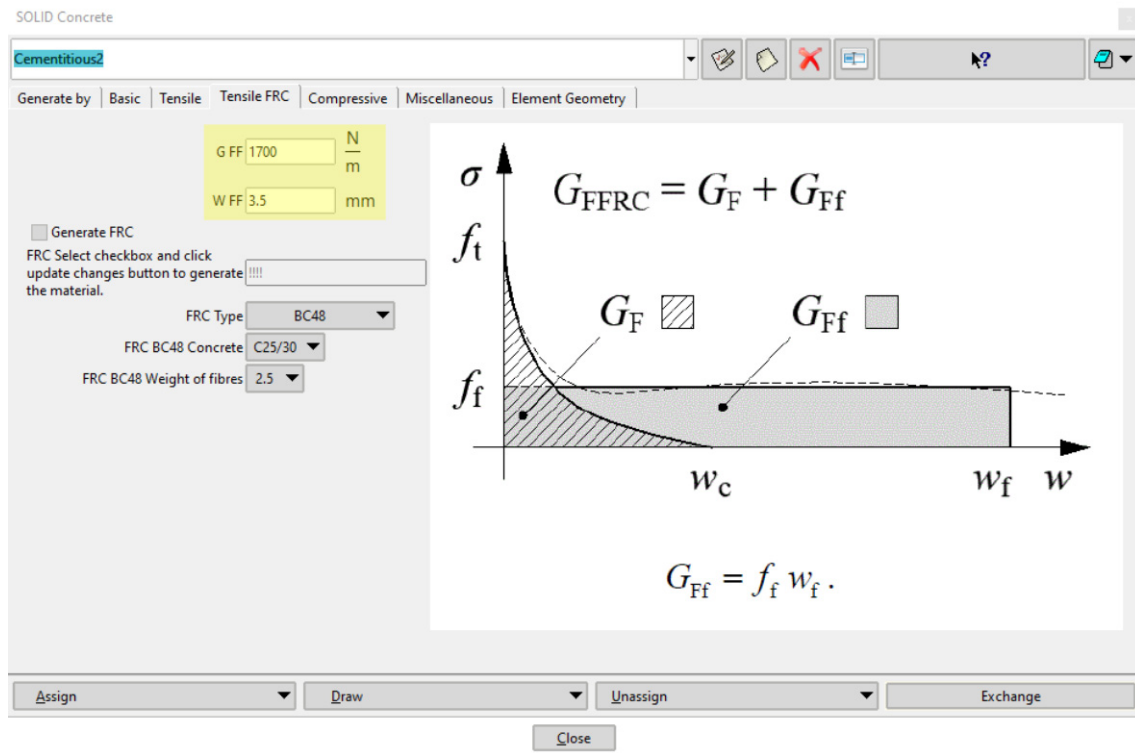 SOLID Concrete
Cementitious2
Generate by Basic Tensile Tensile FRC Compressive Miscellaneous Element Geometry
G FF 1700 N/m
W FF 3.5 mm
Generate FRC
FRC Select checkbox and click
update changes button to generate !!!!
the material.
FRC Type BC48
FRC BC48 Concrete C25/30
FRC BC48 Weight of fibres 2.5
σ
G_FFRC = G_F + G_Ff
f_t
G_F G_Ff
f_f
w_c w_f w
G_Ff = f_f w_f .
Assign Draw Unassign Exchange
Close